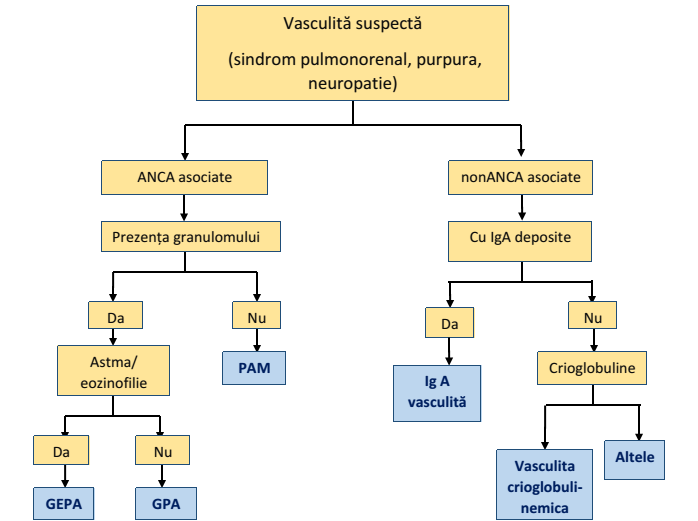 Vasculită suspectă
(sindrom pulmonorenal, purpura,
neuropatie)
ANCA asociate
nonANCA asociate
Prezența granulomului
Cu IgA deposite
Da
Nu
Da
Nu
Astma/
eozinofilie
PAM
Ig A
vasculită
Crioglobuline
Da
Nu
Vasculita
crioglobuli-
nemica
Altele
GEPA
GPA